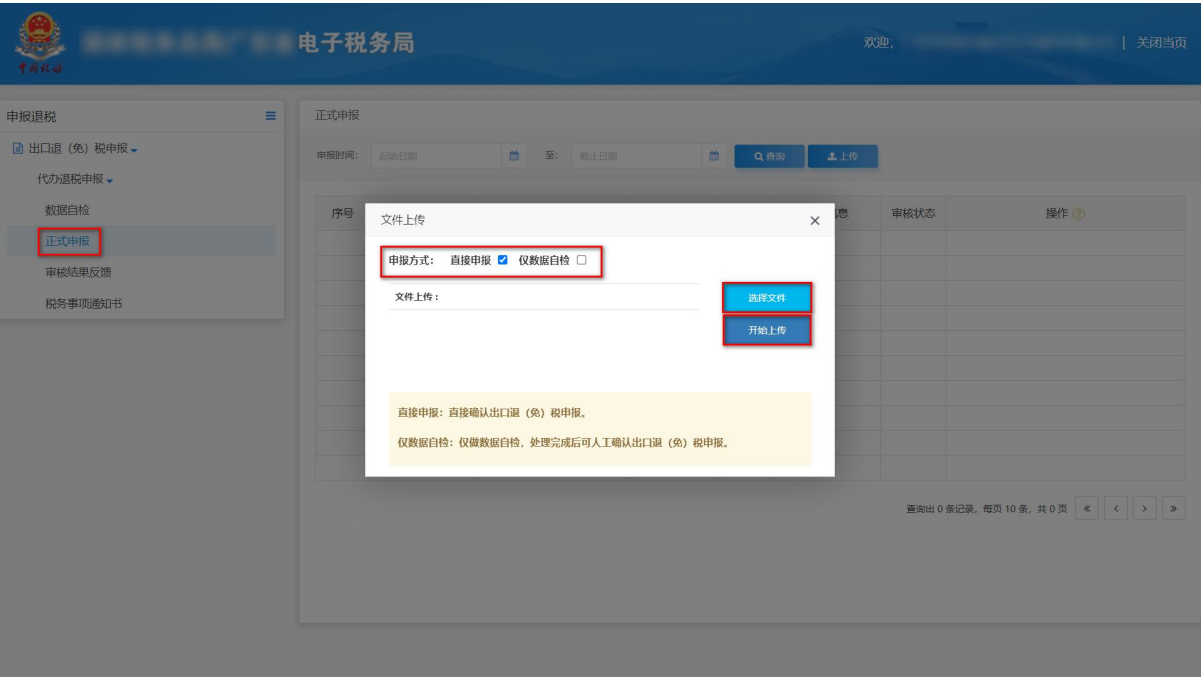 电子税务局
欢迎,
| 关闭当页
中国税务
申报退税
出口退（免）税申报
代办退税申报
数据自检
正式申报
审核结果反馈
税务事项通知书
正式申报
申报时间： 起始日期 至： 截止日期 查询 上传
序号 息 审核状态 操作 ?
文件上传 ×
申报方式： 直接申报 仅数据自检
文件上传：
选择文件
开始上传
直接申报：直接确认出口退（免）税申报。
仅数据自检：仅做数据自检，处理完成后可人工确认出口退（免）税申报。
查询出 0 条记录，每页 10 条，共 0 页 « ‹ › »